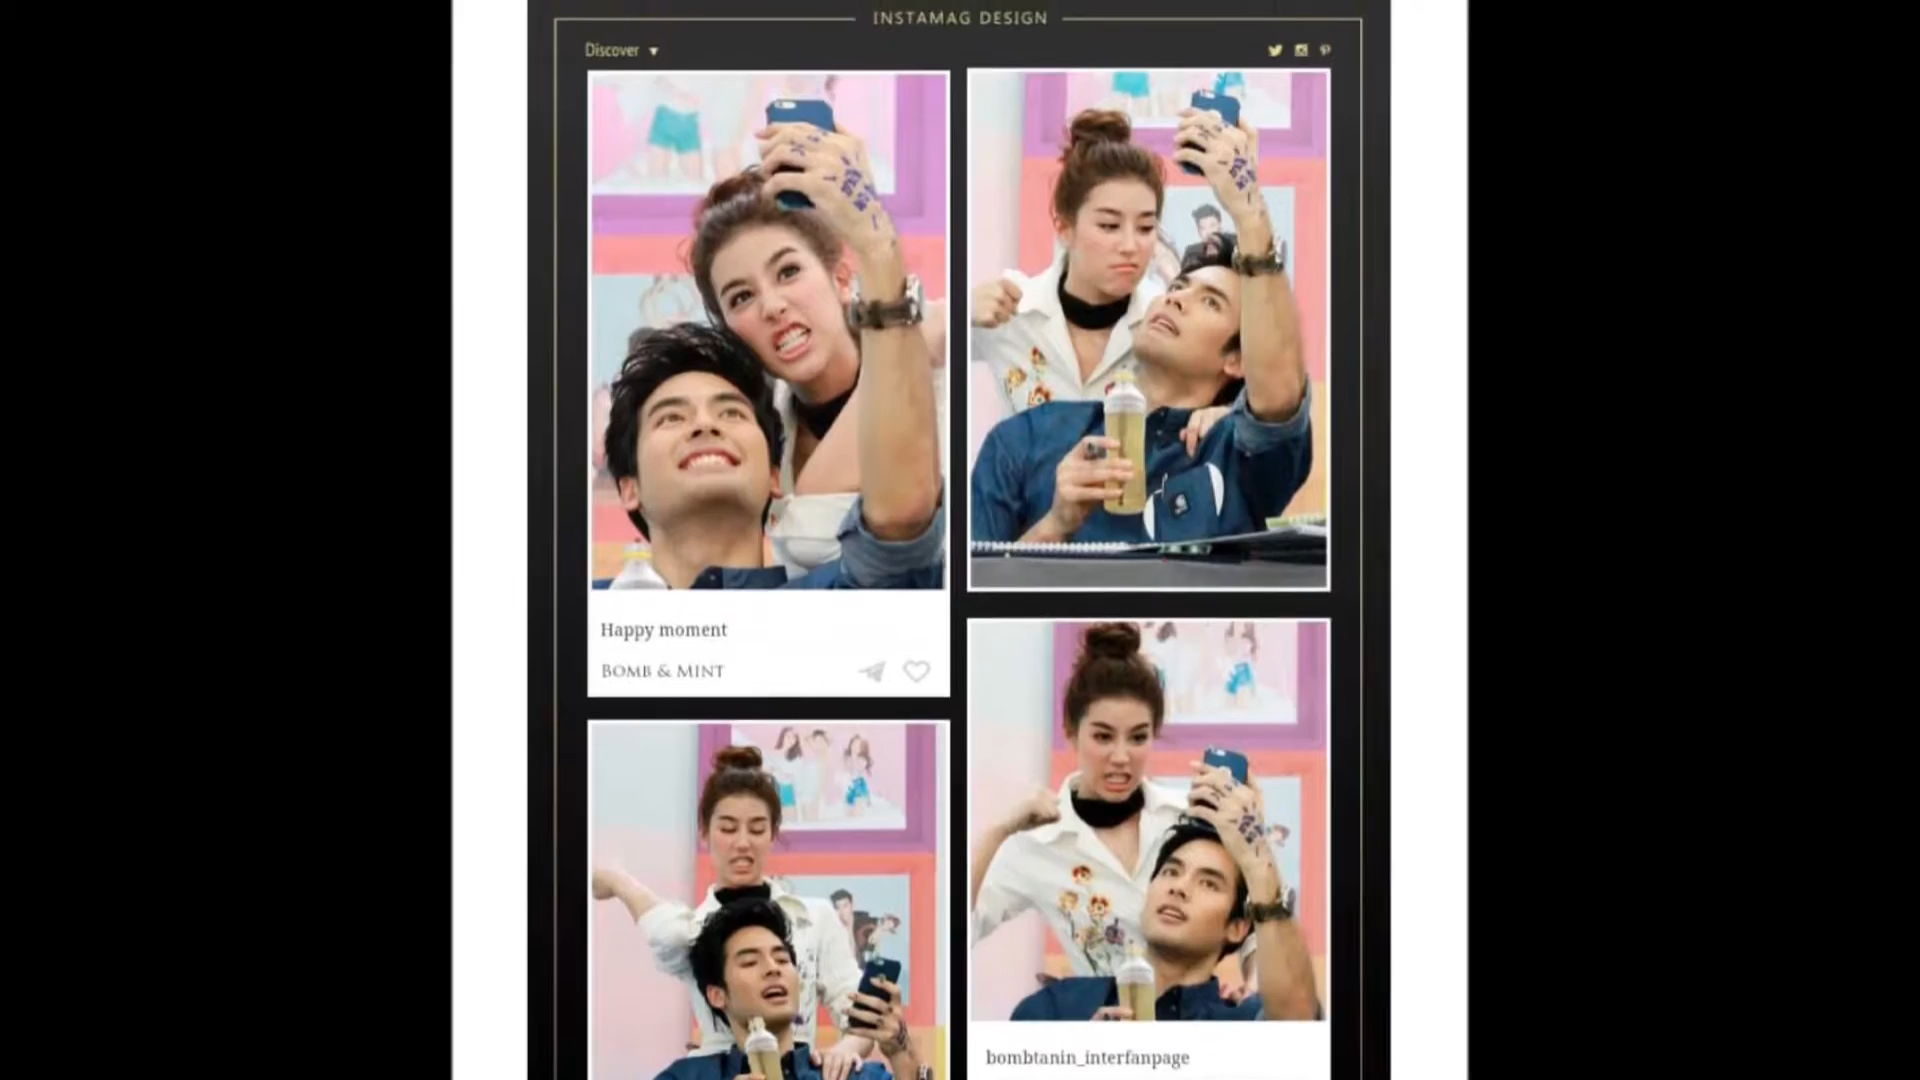 INSTAMAG DESIGN
Discover
Happy moment
BOMB & MINT
bombtanin_interfanpage